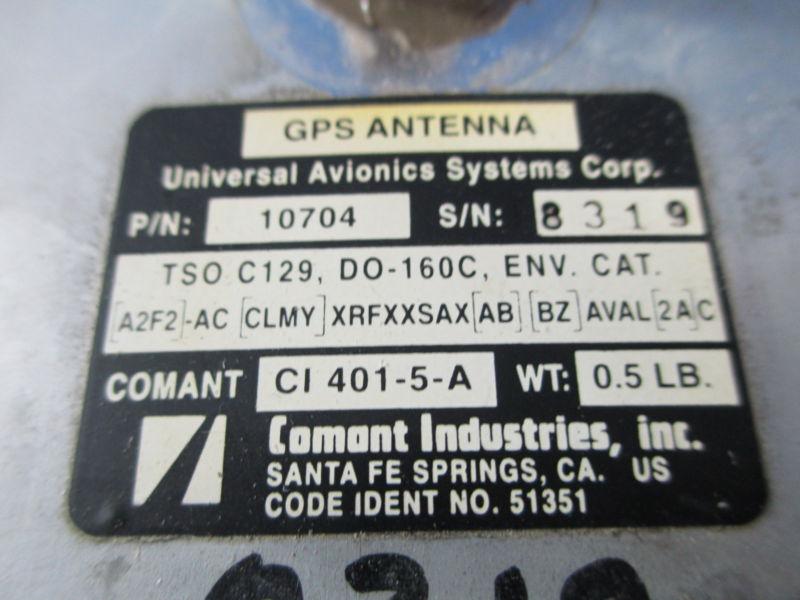 GPS ANTENNA
Universal Avionics Systems Corp.
P/N: 10704 S/N: 8319
TSO C129, DO-160C, ENV. CAT.
[A2F2]-AC [CLMY]XRFXXSAX[AB] [BZ]AVAL[2A]C
COMANT CI 401-5-A WT: 0.5 LB.
Comant Industries, inc.
SANTA FE SPRINGS, CA. US
CODE IDENT NO. 51351